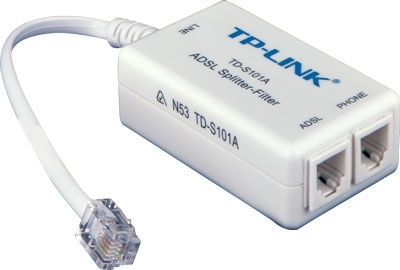 LINE
TP-LINK
TD-S101A
ADSL Splitter-Filter
N53 TD-S101A
ADSL
PHONE